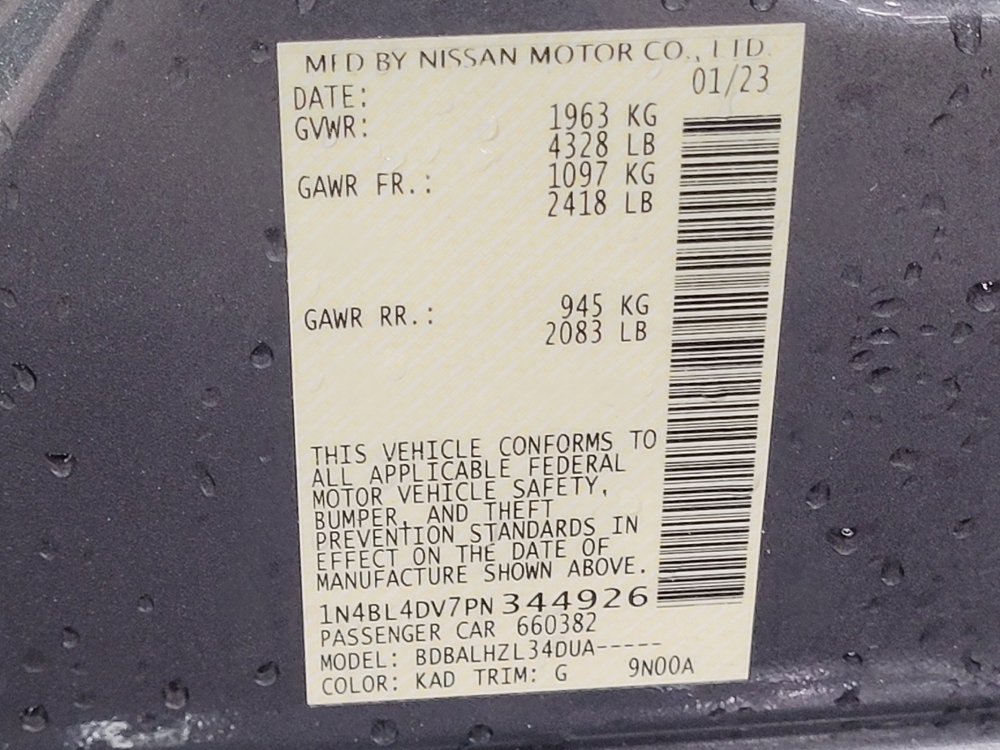 MFD BY NISSAN MOTOR CO., LTD.
DATE: 01/23
GVWR: 1963 KG
4328 LB
GAWR FR.: 1097 KG
2418 LB
GAWR RR.: 945 KG
2083 LB
THIS VEHICLE CONFORMS TO
ALL APPLICABLE FEDERAL
MOTOR VEHICLE SAFETY,
BUMPER, AND THEFT
PREVENTION STANDARDS IN
EFFECT ON THE DATE OF
MANUFACTURE SHOWN ABOVE.
1N4BL4DV7PN344926
PASSENGER CAR 660382
MODEL: BDBALHZL34DUA-----
COLOR: KAD TRIM: G 9N00A